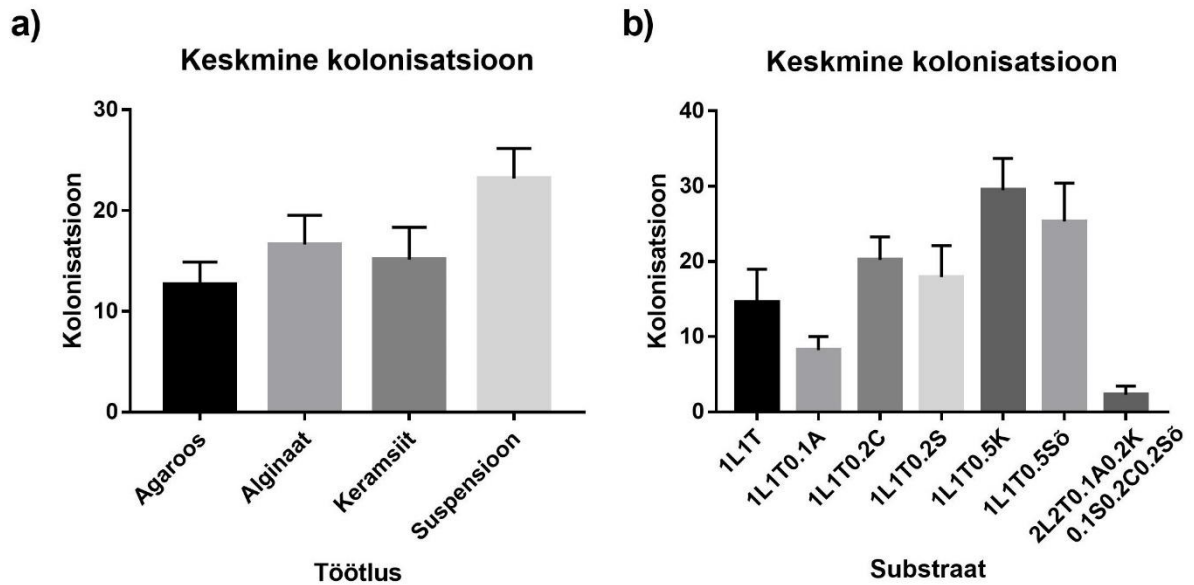 a)
Keskmine kolonisatsioon
Kolonisatsioon
30
20
10
0
Agaroos
Alginaat
Keramsiit
Suspensioon
Töötlus
b)
Keskmine kolonisatsioon
Kolonisatsioon
40
30
20
10
0
1L1T
1L1T0.1A
1L1T0.2C
1L1T0.2S
1L1T0.5K
1L1T0.5Sõ
2L2T0.1A0.2K
0.1S0.2C0.2Sõ
Substraat